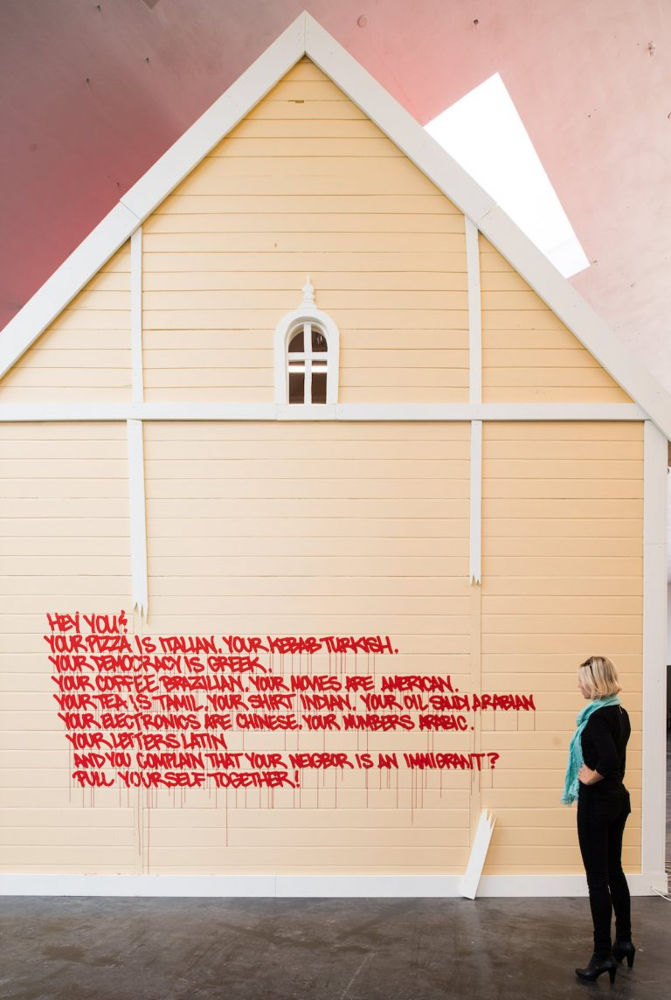 HEY YOU!
YOUR PIZZA IS ITALIAN. YOUR KEBAB TURKISH.
YOUR DEMOCRACY IS GREEK.
YOUR COFFEE BRAZILIAN. YOUR MOVIES ARE AMERICAN.
YOUR TEA IS TAMIL. YOUR SHIRT INDIAN. YOUR OIL SAUDI ARABIAN
YOUR ELECTRONICS ARE CHINESE. YOUR NUMBERS ARABIC.
YOUR LETTERS LATIN
AND YOU COMPLAIN THAT YOUR NEIGBOR IS AN IMMIGRANT?
PULL YOURSELF TOGETHER!